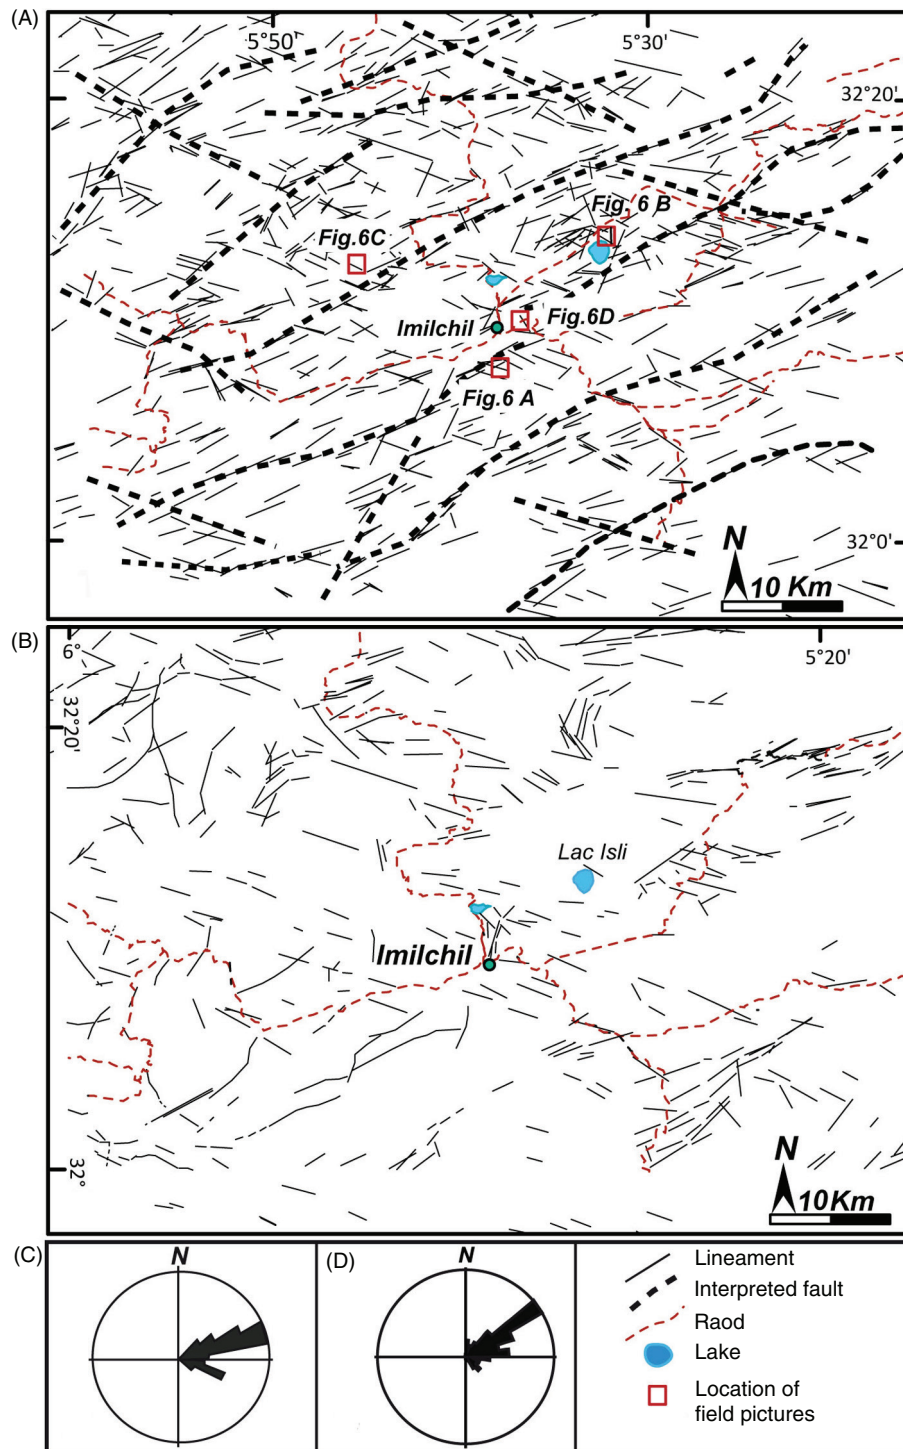 (A)
5°50'
5°30'
32°20'
Fig. 6 B
Fig.6C
Imilchil
Fig.6D
Fig.6 A
32°0'
N
10 Km
(B)
6°
5°20'
32°20'
Lac Isli
Imilchil
32°
N
10Km
(C)
N
(D)
N
Lineament
Interpreted fault
Raod
Lake
Location of
field pictures